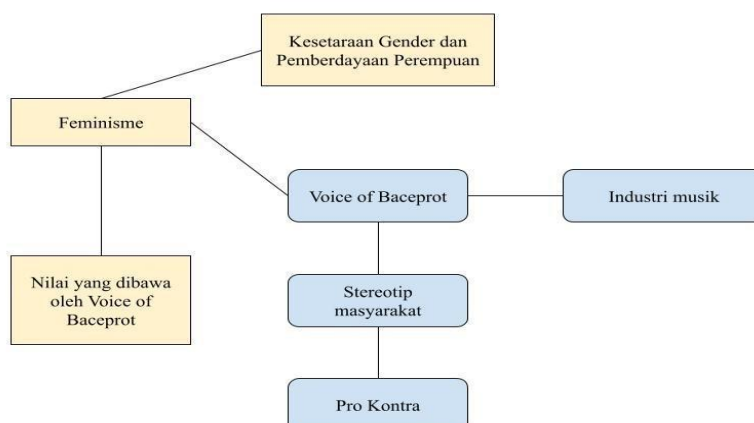 Kesetaraan Gender dan
Pemberdayaan Perempuan
Feminisme
Voice of Baceprot
Industri musik
Nilai yang dibawa
oleh Voice of
Baceprot
Stereotip
masyarakat
Pro Kontra